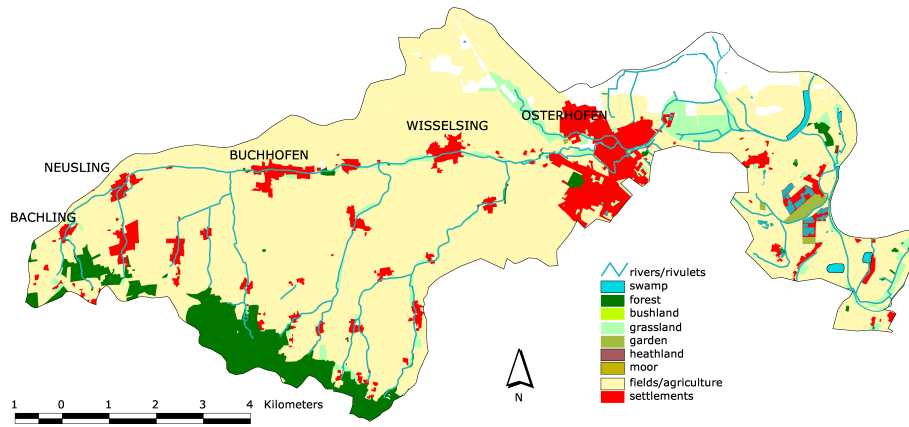 OSTERHOFEN
WISSELSING
BUCHHOFEN
NEUSLING
BACHLING
rivers/rivulets
swamp
forest
bushland
grassland
garden
heathland
moor
fields/agriculture
settlements
1 0 1 2 3 4 Kilometers
N